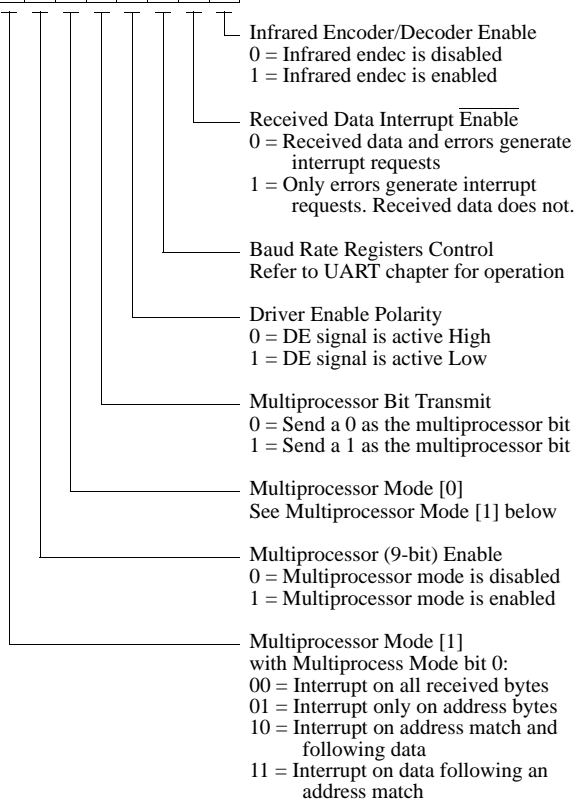 Infrared Encoder/Decoder Enable
0 = Infrared endec is disabled
1 = Infrared endec is enabled
Received Data Interrupt Enable
0 = Received data and errors generate
interrupt requests
1 = Only errors generate interrupt
requests. Received data does not.
Baud Rate Registers Control
Refer to UART chapter for operation
Driver Enable Polarity
0 = DE signal is active High
1 = DE signal is active Low
Multiprocessor Bit Transmit
0 = Send a 0 as the multiprocessor bit
1 = Send a 1 as the multiprocessor bit
Multiprocessor Mode [0]
See Multiprocessor Mode [1] below
Multiprocessor (9-bit) Enable
0 = Multiprocessor mode is disabled
1 = Multiprocessor mode is enabled
Multiprocessor Mode [1]
with Multiprocess Mode bit 0:
00 = Interrupt on all received bytes
01 = Interrupt only on address bytes
10 = Interrupt on address match and
following data
11 = Interrupt on data following an
address match